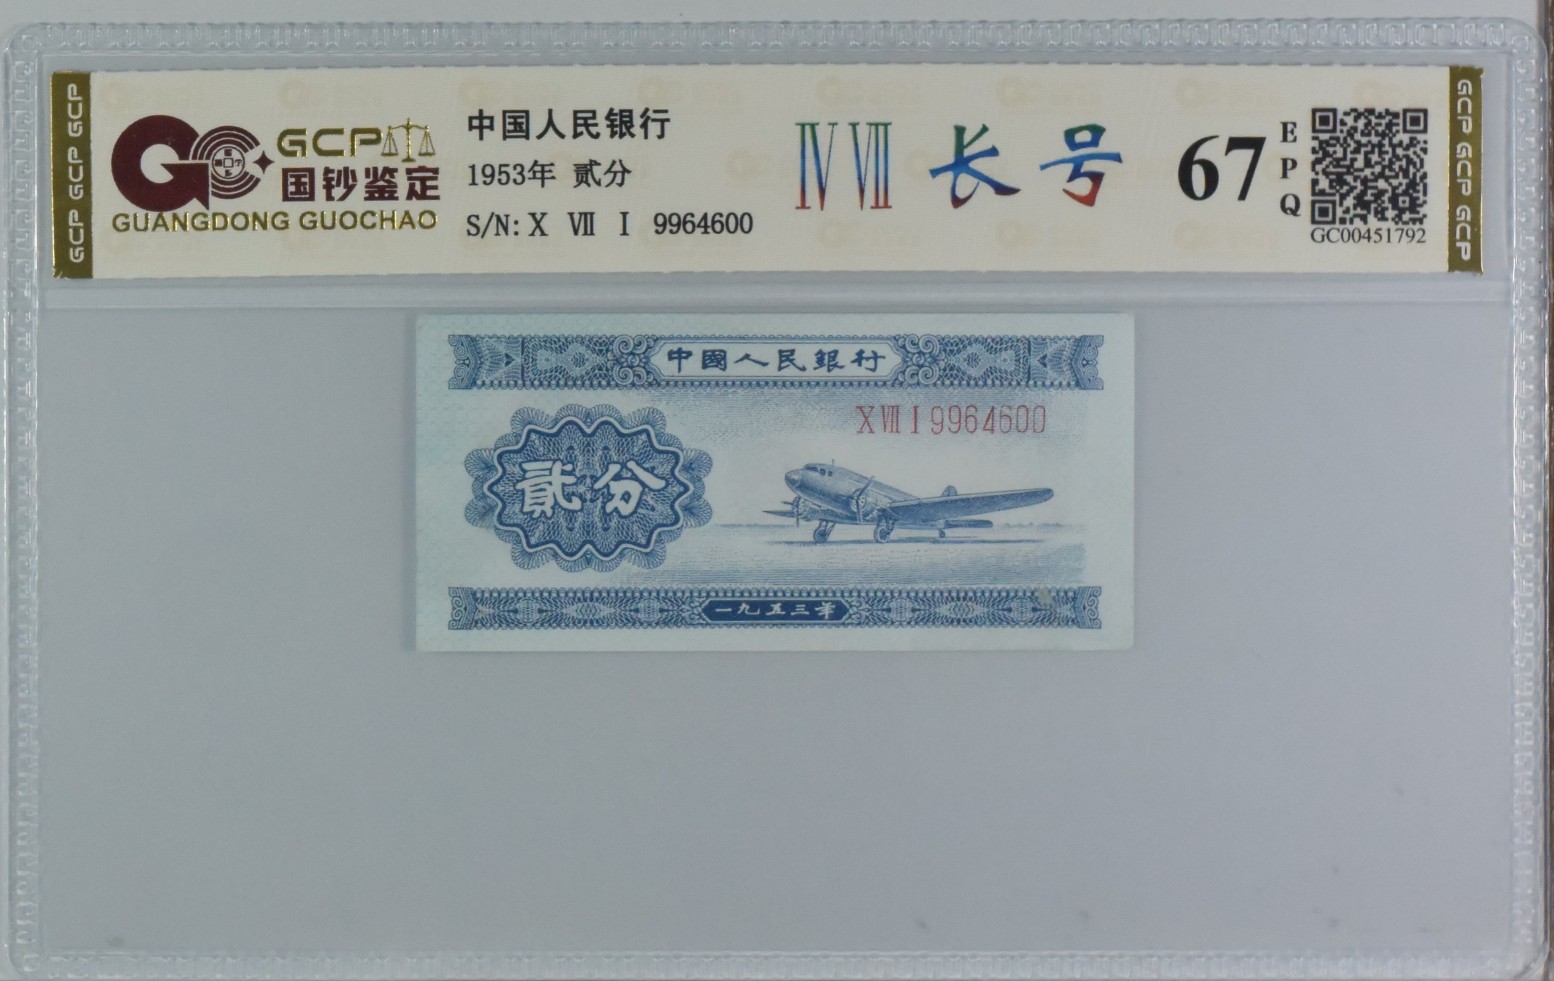 GCP GCP GCP
GCP
国钞鉴定
GUANGDONG GUOCHAO
中国人民银行
1953年 贰分
S/N: X Ⅶ Ⅰ 9964600
Ⅳ Ⅶ 长号
67
EPQ
GC00451792
GCP GCP GCP
中國人民銀行
X Ⅶ Ⅰ 9964600
貳分
一九五三年